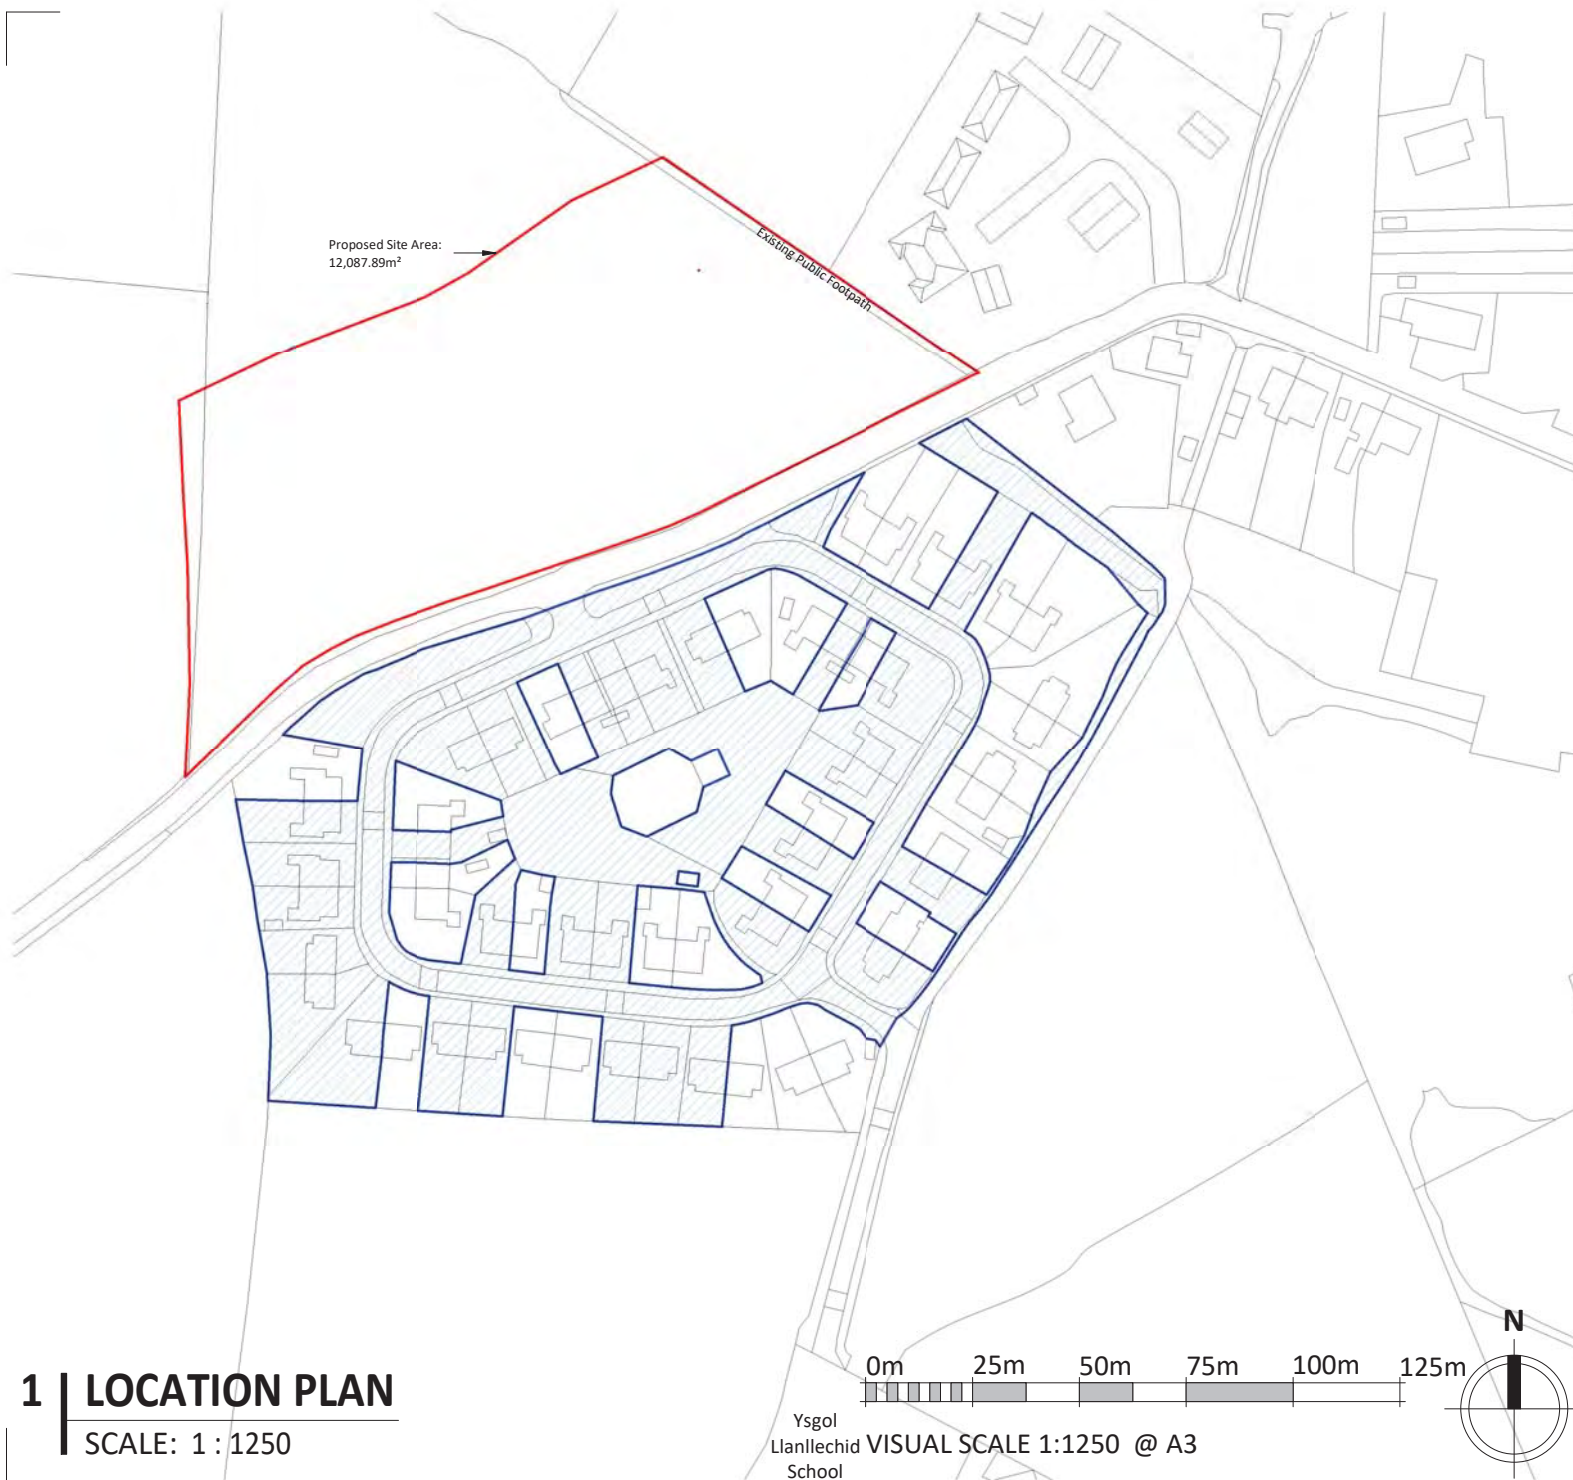 Proposed Site Area:
12,087.89m²
Existing Public Footpath
N
0m 25m 50m 75m 100m 125m
1 LOCATION PLAN
SCALE: 1 : 1250
Ysgol
Llanllechid
School
VISUAL SCALE 1:1250 @ A3